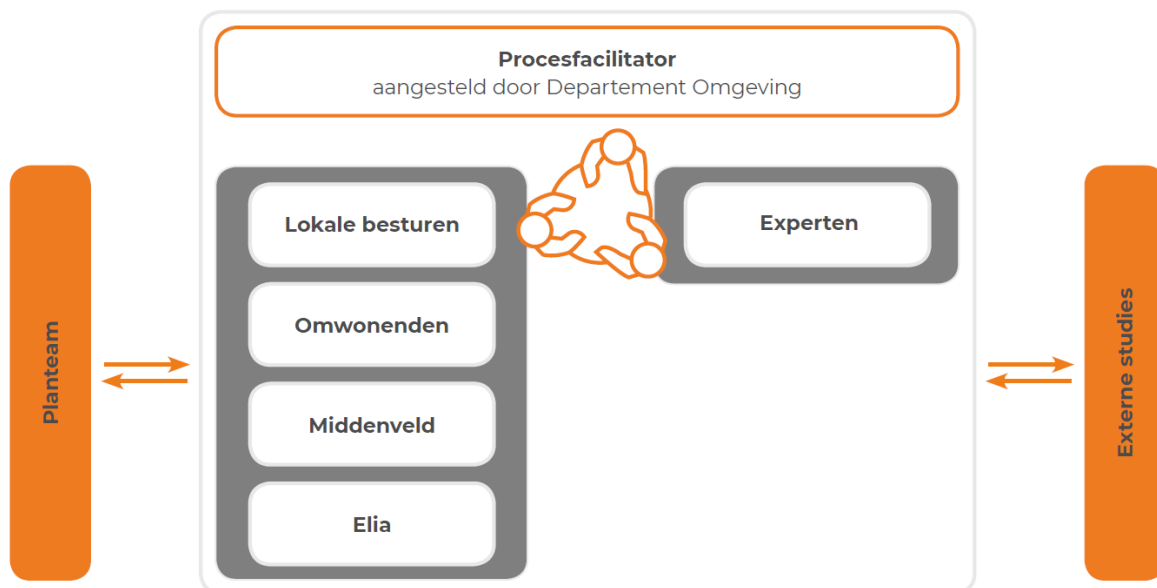 Procesfacilitator
aangesteld door Departement Omgeving
Planteam
Lokale besturen
Omwonenden
Middenveld
Elia
Experten
Externe studies